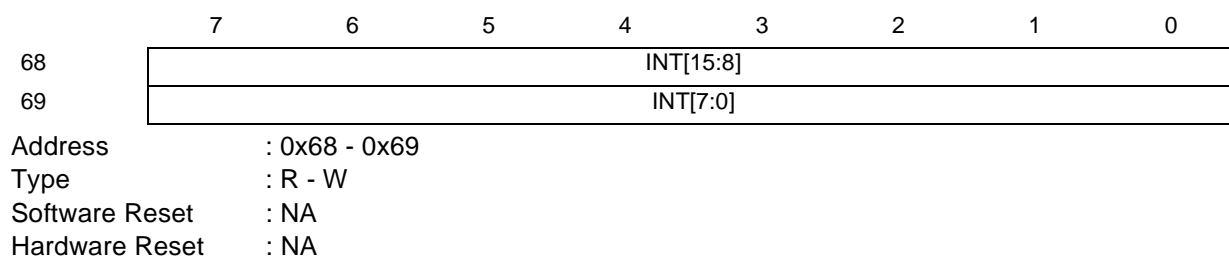 7 6 5 4 3 2 1 0
68 INT[15:8]
69 INT[7:0]
Address : 0x68 - 0x69
Type : R - W
Software Reset : NA
Hardware Reset : NA